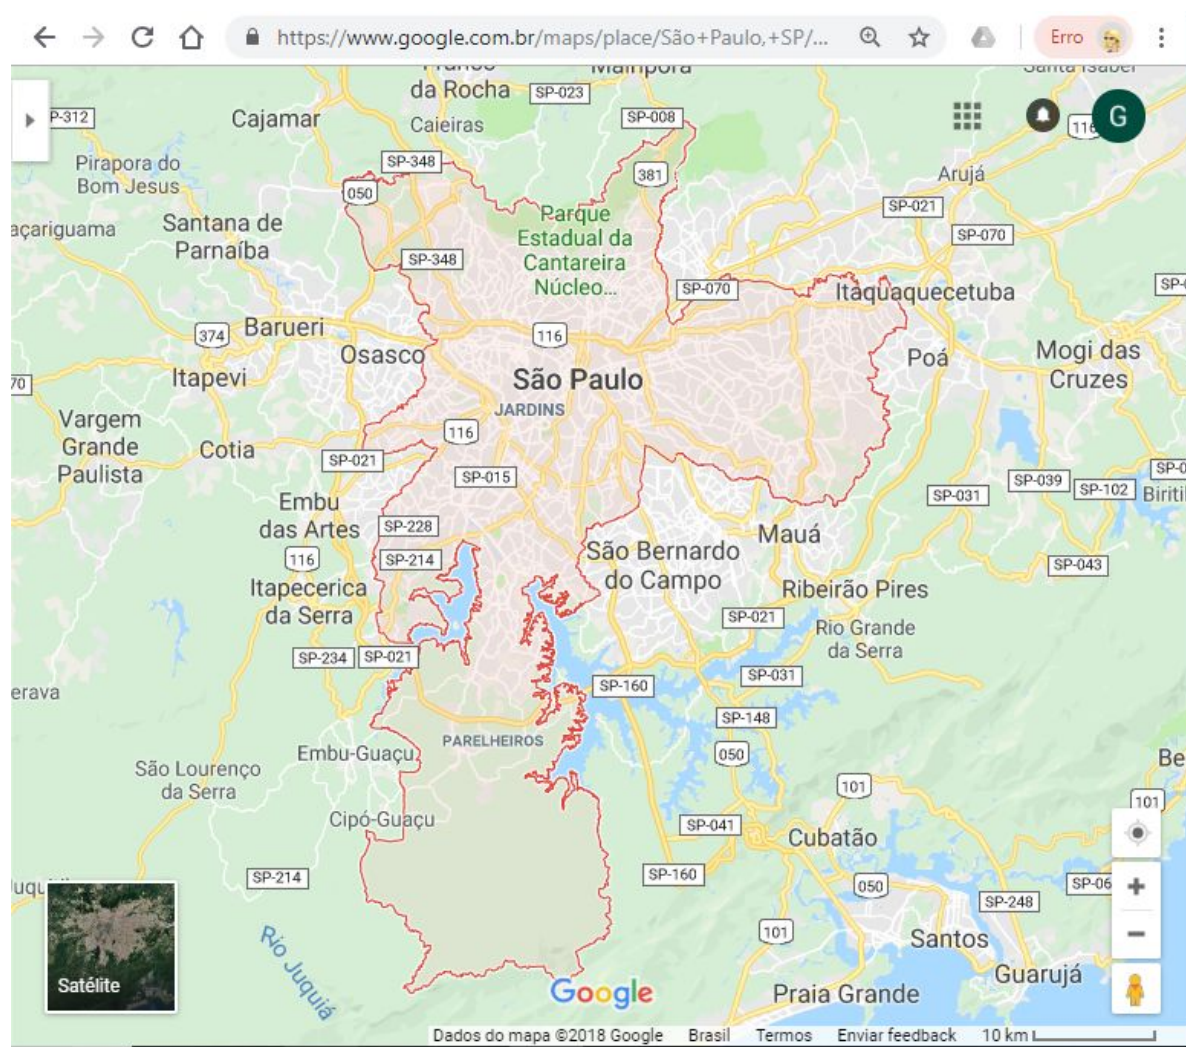 https://www.google.com.br/maps/place/São+Paulo,+SP/...
Erro
da Rocha
SP-023
Mairiporã
Santa Isabel
P-312
Cajamar
Caieiras
SP-008
116
G
Pirapora do
Bom Jesus
SP-348
050
381
Arujá
açariguama
Santana de
Parnaíba
Parque
Estadual da
Cantareira
Núcleo...
SP-021
SP-070
SP-348
SP-070
Itaquaquecetuba
374
Barueri
Osasco
116
Poá
Mogi das
Cruzes
70
Itapevi
São Paulo
JARDINS
Vargem
Grande
Paulista
Cotia
116
SP-021
SP-015
SP-031
SP-039
SP-102
Embu
das Artes
SP-228
SP-214
Mauá
São Bernardo
do Campo
116
SP-043
Itapecerica
da Serra
Ribeirão Pires
SP-021
Rio Grande
da Serra
SP-234
SP-021
SP-031
SP-160
erava
SP-148
PARELHEIROS
Embu-Guaçu
050
São Lourenço
da Serra
101
101
Be
Cipó-Guaçu
SP-041
Cubatão
SP-214
SP-160
050
SP-06
SP-248
Rio Juquiá
101
Santos
Satélite
Google
Praia Grande
Guarujá
Dados do mapa ©2018 Google Brasil Termos Enviar feedback 10 km